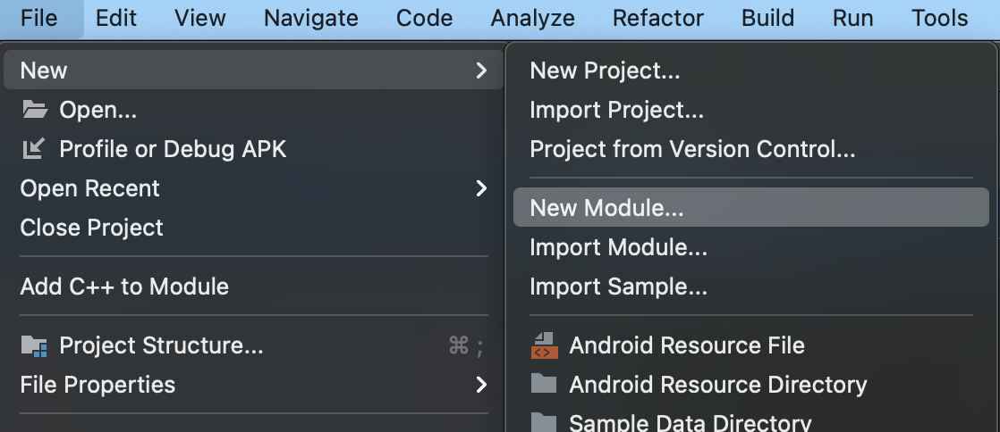 File Edit View Navigate Code Analyze Refactor Build Run Tools
New
Open...
Profile or Debug APK
Open Recent
Close Project
Add C++ to Module
Project Structure... ⌘ ;
File Properties
New Project...
Import Project...
Project from Version Control...
New Module...
Import Module...
Import Sample...
Android Resource File
Android Resource Directory
Sample Data Directory